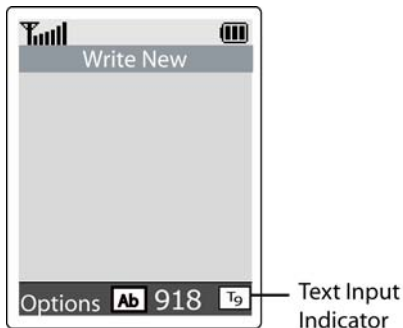 Write New
Options Ab 918 T9
Text Input
Indicator